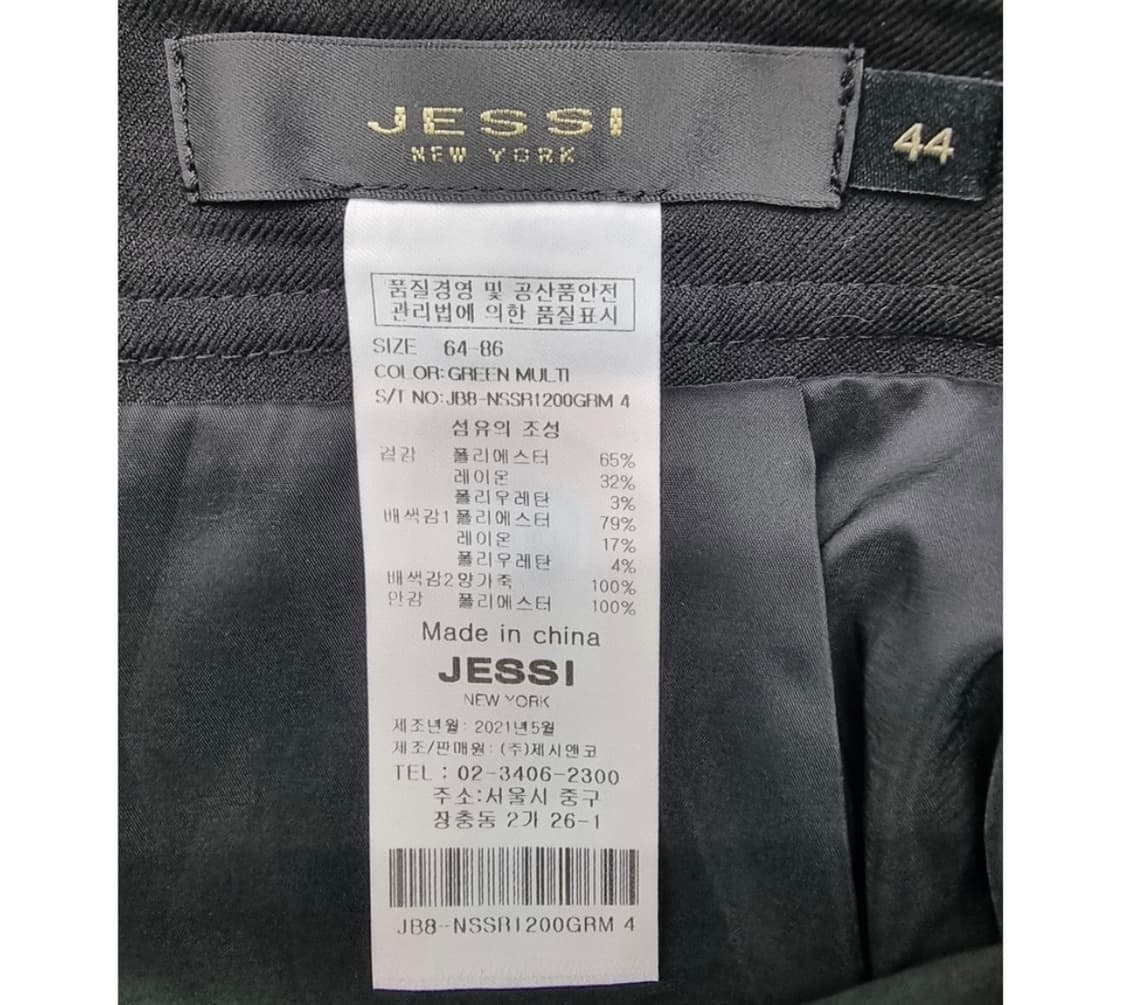 JESSI
NEW YORK
44
품질경영 및 공산품안전
관리법에 의한 품질표시
SIZE 64-86
COLOR:GREEN MULTI
S/T NO:JB8-NSSR1200GRM 4
섬유의 조성
겉감 폴리에스터 65%
레이온 32%
폴리우레탄 3%
배색감1 폴리에스터 79%
레이온 17%
폴리우레탄 4%
배색감2 양가죽 100%
안감 폴리에스터 100%
Made in china
JESSI
NEW YORK
제조년월: 2021년5월
제조/판매원: (주)제시앤코
TEL : 02-3406-2300
주소:서울시 중구
장충동 2가 26-1
JB8-NSSR1200GRM 4